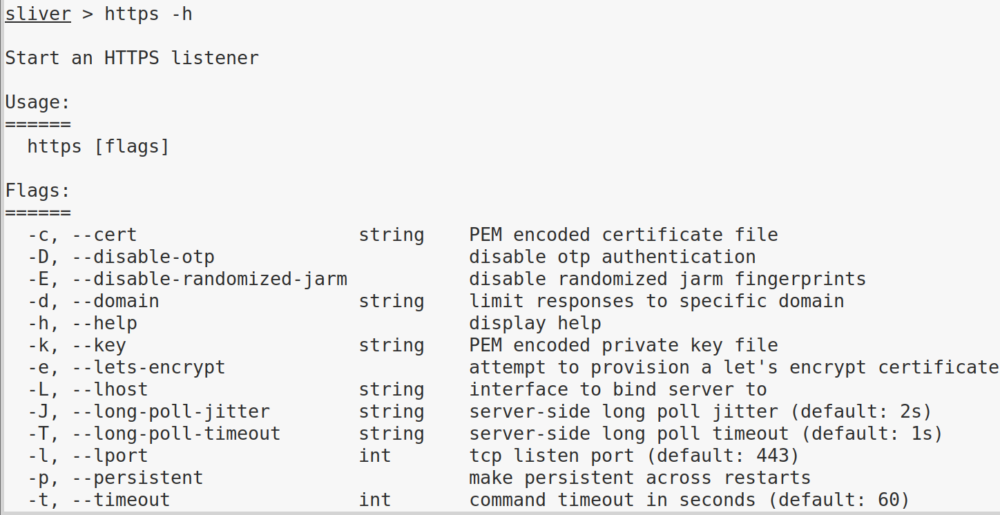 sliver > https -h
Start an HTTPS listener
Usage:
======
https [flags]
Flags:
======
-c, --cert string PEM encoded certificate file
-D, --disable-otp disable otp authentication
-E, --disable-randomized-jarm disable randomized jarm fingerprints
-d, --domain string limit responses to specific domain
-h, --help display help
-k, --key string PEM encoded private key file
-e, --lets-encrypt attempt to provision a let's encrypt certificate
-L, --lhost string interface to bind server to
-J, --long-poll-jitter string server-side long poll jitter (default: 2s)
-T, --long-poll-timeout string server-side long poll timeout (default: 1s)
-l, --lport int tcp listen port (default: 443)
-p, --persistent make persistent across restarts
-t, --timeout int command timeout in seconds (default: 60)